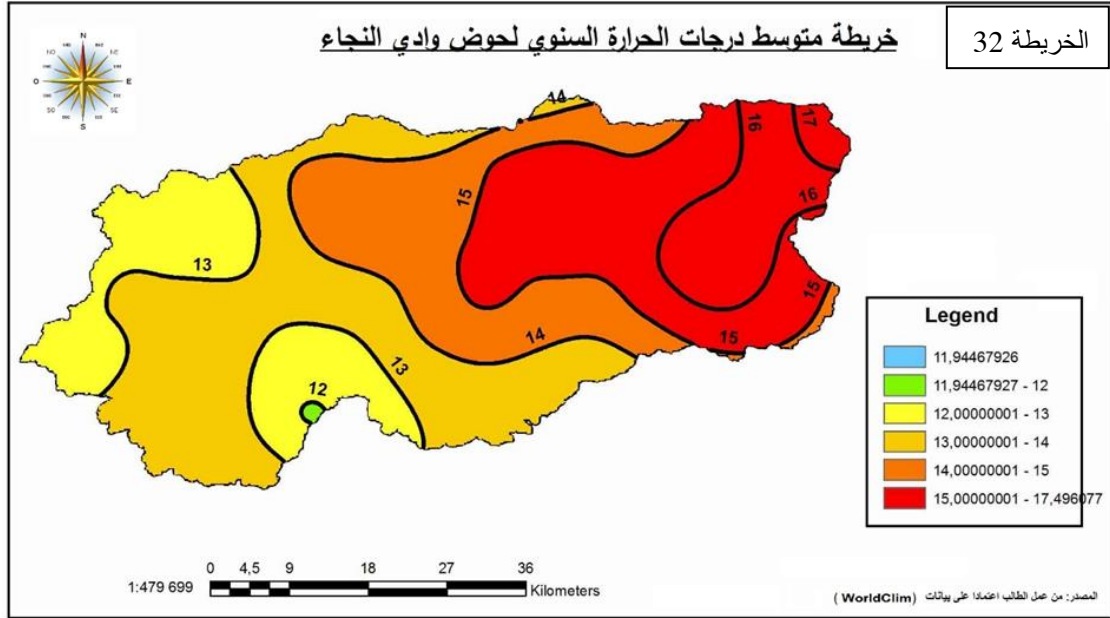 الخريطة 32
خريطة متوسط درجات الحرارة السنوي لحوض وادي النجاء
N
O
E
S
14
16
17
15
16
13
15
14
15
13
12
Legend
11,94467926
11,94467927 - 12
12,00000001 - 13
13,00000001 - 14
14,00000001 - 15
15,00000001 - 17,496077
1:479 699
0 4,5 9 18 27 36
Kilometers
المصدر: من عمل الطالب اعتمادا على بيانات (WorldClim)